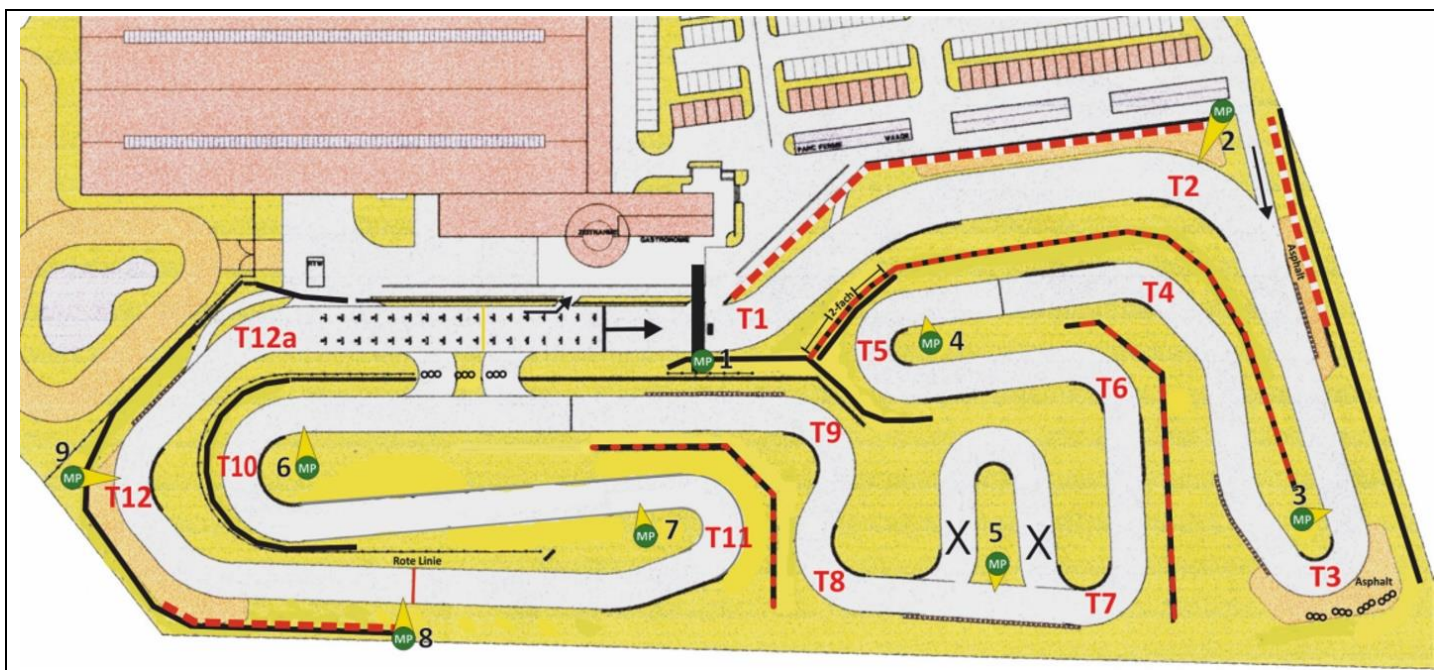 MP
2
PARC FERME
WAAGE
T2
ZEITNAHME
GASTRONOMIE
RTW
Asphalt
2-fach
T1
T4
T12a
MP
1
T5
MP
4
T6
T9
9
MP
T10
6
MP
T12
3
MP
7
MP
T11
X
5
MP
X
Rote Linie
T8
T7
T3
Asphalt
MP
8